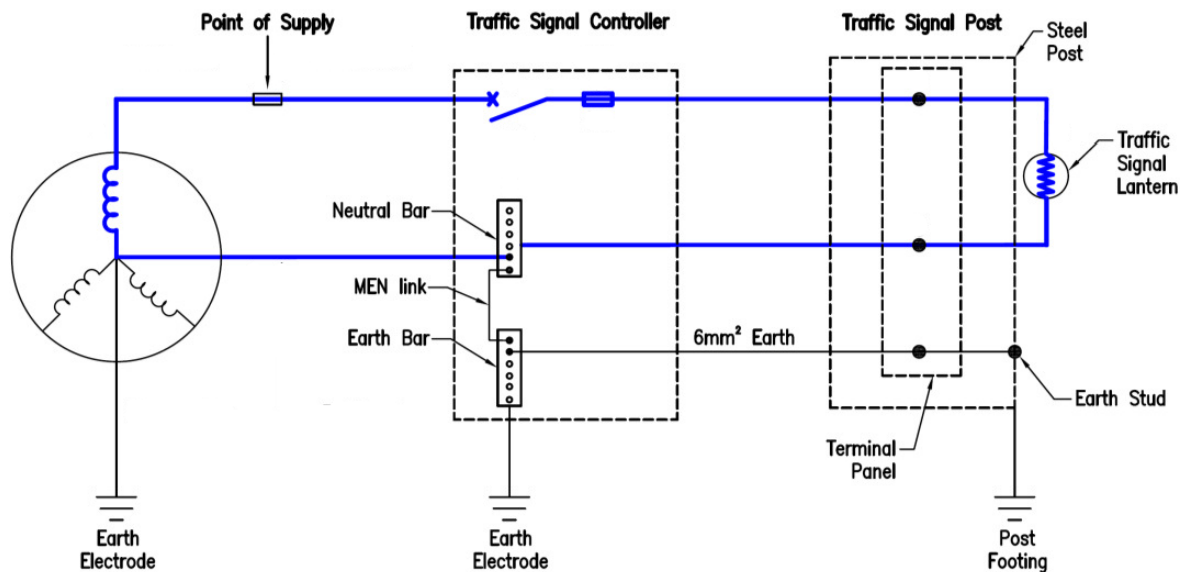 Point of Supply
Traffic Signal Controller
Traffic Signal Post
Steel
Post
Traffic
Signal
Lantern
Neutral Bar
MEN link
Earth Bar
6mm² Earth
Earth Stud
Terminal
Panel
Earth
Electrode
Earth
Electrode
Post
Footing